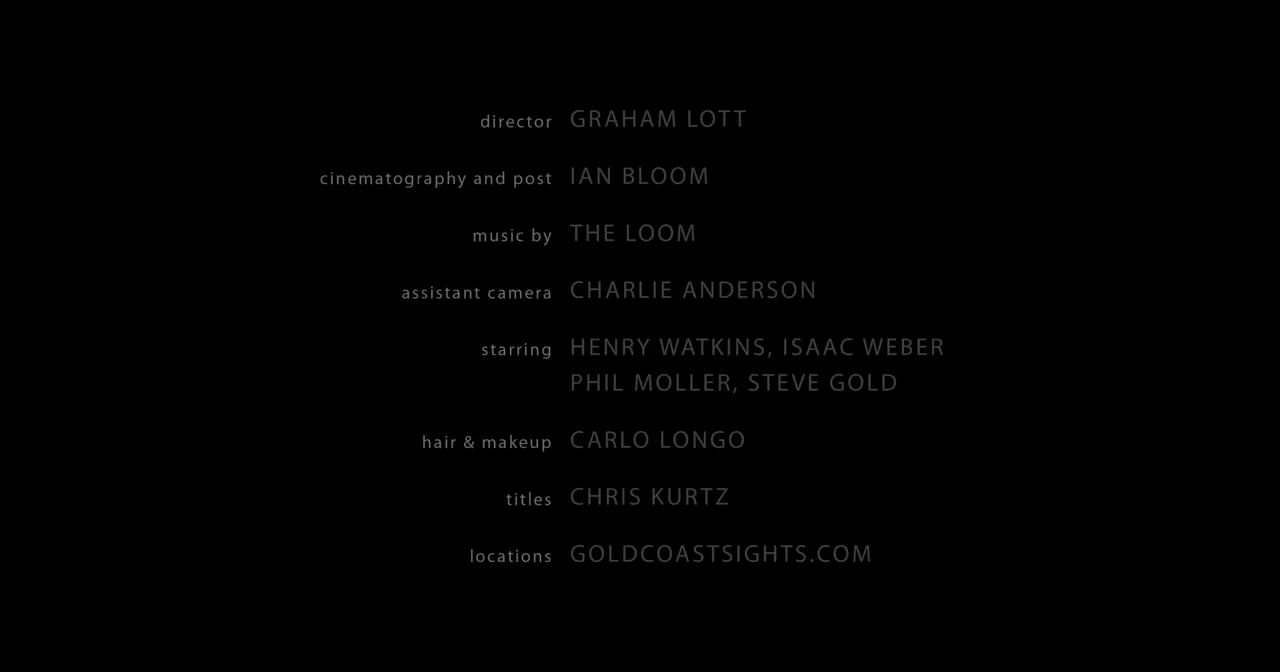 director GRAHAM LOTT
cinematography and post IAN BLOOM
music by THE LOOM
assistant camera CHARLIE ANDERSON
starring HENRY WATKINS, ISAAC WEBER
PHIL MOLLER, STEVE GOLD
hair & makeup CARLO LONGO
titles CHRIS KURTZ
locations GOLDCOASTSIGHTS.COM